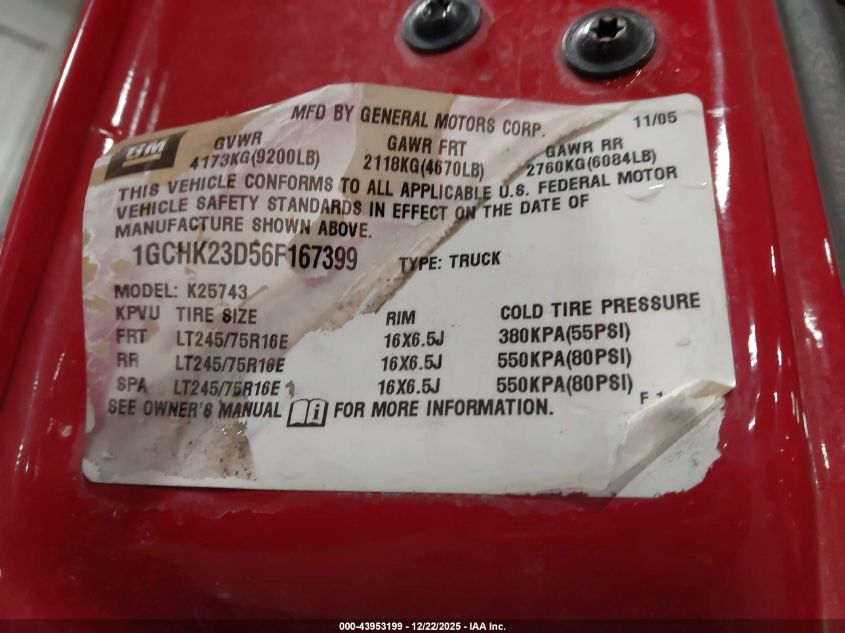 MFD BY GENERAL MOTORS CORP. 11/05
GM GVWR GAWR FRT GAWR RR
4173KG(9200LB) 2118KG(4670LB) 2760KG(6084LB)
THIS VEHICLE CONFORMS TO ALL APPLICABLE U.S. FEDERAL MOTOR
VEHICLE SAFETY STANDARDS IN EFFECT ON THE DATE OF
MANUFACTURE SHOWN ABOVE.
1GCHK23D56F167399 TYPE: TRUCK
MODEL: K25743
KPVU TIRE SIZE RIM COLD TIRE PRESSURE
FRT LT245/75R16E 16X6.5J 380KPA(55PSI)
RR LT245/75R16E 16X6.5J 550KPA(80PSI)
SPA LT245/75R16E 16X6.5J 550KPA(80PSI)
SEE OWNER'S MANUAL FOR MORE INFORMATION.
000-43953199 - 12/22/2025 - IAA Inc.